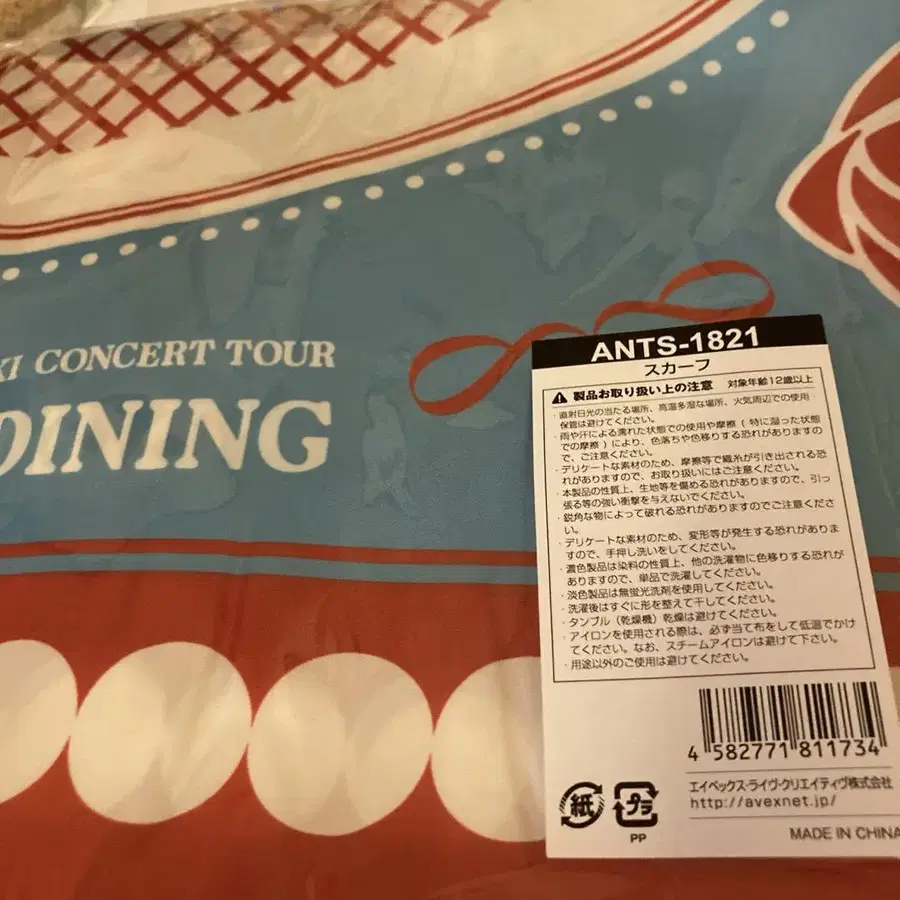 XI CONCERT TOUR
DINING
ANTS-1821
スカーフ
製品お取り扱い上の注意 対象年齢12歳以上
・直射日光の当たる場所、高温多湿な場所、火気周辺での使用
保管は避けてください。
・雨や汗による濡れた状態での使用や摩擦 ( 特に湿った状態
での摩擦 ) により、色落ちや色移りする恐れがありますの
で、ご注意ください。
・デリケートな素材のため、摩擦等で織糸が引き出される恐
れがありますので、お取り扱いにはご注意ください。
・本製品の性質上、生地等を傷める恐れがありますので、引っ
張る等の強い衝撃を与えないでください。
・鋭角な物によって破れる恐れがありますのでご注意くださ
い。
・デリケートな素材のため、変形等が発生する恐れがありま
すので、手押し洗いをしてください。
・濃色製品は染料の性質上、他の洗濯物に色移りする恐れが
ありますので、単品で洗濯してください。
・淡色製品は無蛍光洗剤を使用してください。
・洗濯後はすぐに形を整えて干してください。
・タンブル（乾燥機）乾燥は避けてください。
・アイロンを使用される際は、必ず当て布をして低温でかけ
てください。なお、スチームアイロンは避けて下さい。
・用途以外のご使用は避けてください。
4 582771 811734
エイベックス・ライヴ・クリエイティヴ株式会社
http://avexnet.jp/
紙 プラ
PP
MADE IN CHINA